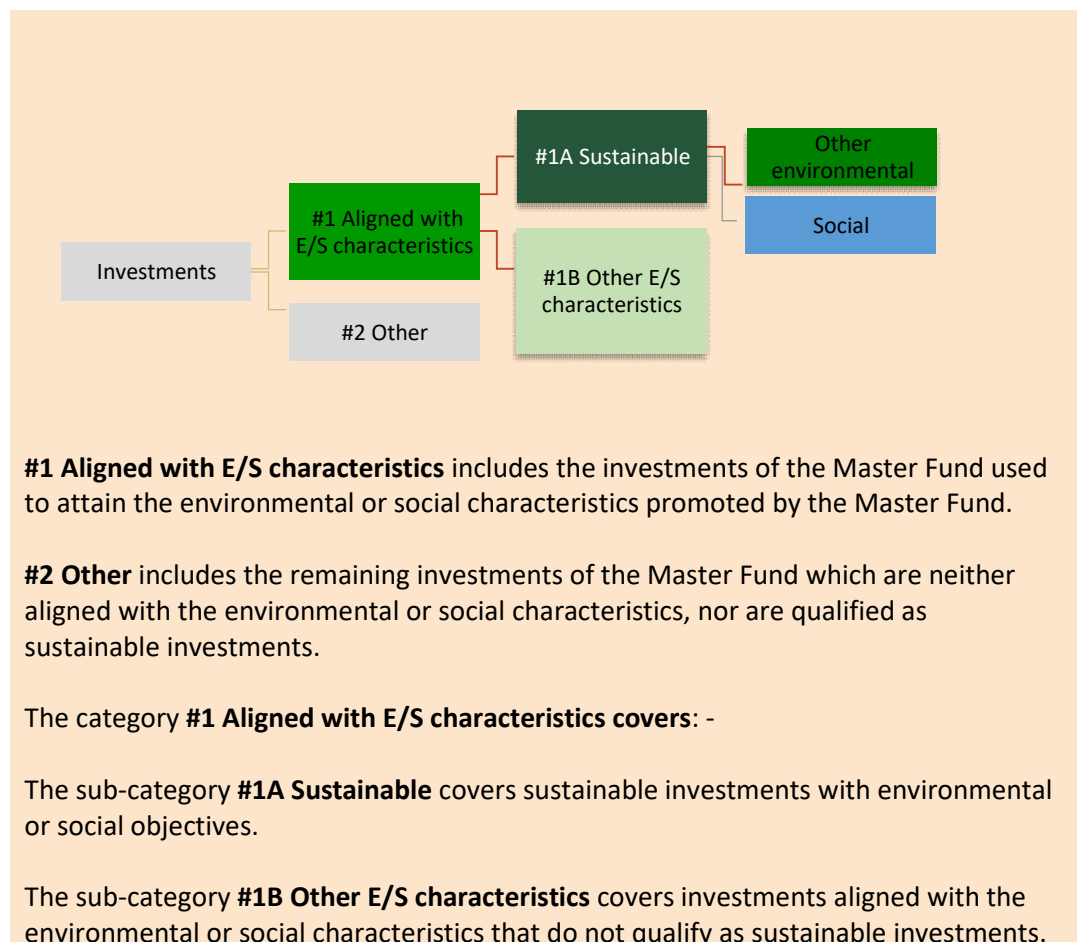 Investments
#1 Aligned with
E/S characteristics
#2 Other
#1A Sustainable
#1B Other E/S
characteristics
Other
environmental
Social
#1 Aligned with E/S characteristics includes the investments of the Master Fund used
to attain the environmental or social characteristics promoted by the Master Fund.
#2 Other includes the remaining investments of the Master Fund which are neither
aligned with the environmental or social characteristics, nor are qualified as
sustainable investments.
The category #1 Aligned with E/S characteristics covers: -
The sub-category #1A Sustainable covers sustainable investments with environmental
or social objectives.
The sub-category #1B Other E/S characteristics covers investments aligned with the
environmental or social characteristics that do not qualify as sustainable investments.